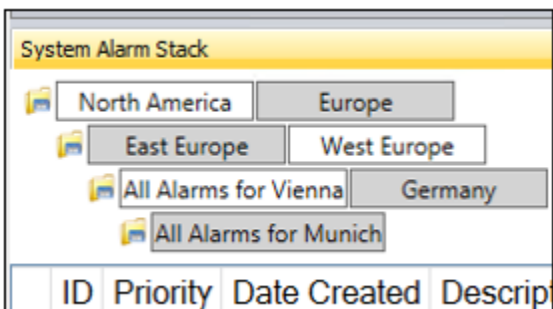 System Alarm Stack
North America Europe
East Europe West Europe
All Alarms for Vienna Germany
All Alarms for Munich
ID Priority Date Created Descript